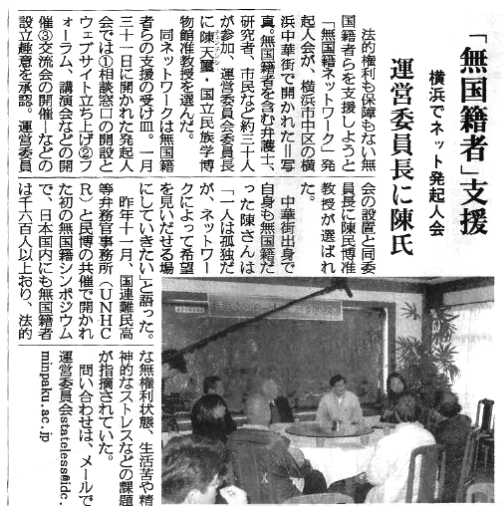 「無国籍者」支援
横浜でネット発起人会
運営委員長に陳氏
法的権利も保障もない無
国籍者らを支援しようと
「無国籍ネットワーク」発
起人会が、横浜市中区の横
浜中華街で開かれた=写
真。無国籍者を含む弁護士、
研究者、市民など約三十人
が参加、運営委員会委員長
に陳天璽・国立民族学博
物館准教授を選んだ。
同ネットワークは無国籍
者らの支援の受け皿。一月
三十一日に開かれた発起人
会では①相談窓口の開設と
ウェブサイト立ち上げ②フ
ォーラム、講演会などの開
催③交流会の開催―などの
設立趣意を承認。運営委員
会の設置と同委
員長に陳民博准
教授が選ばれ
た。
中華街出身で
自身も無国籍だ
った陳さんは
「一人は孤独だ
が、ネットワー
クによって希望
を見いだせる場
にしていきたい」と語った。
昨年十一月、国連難民高
等弁務官事務所(UNHC
R)と民博の共催で開かれ
た初の無国籍シンポジウム
で、日本国内にも無国籍者
は千六百人以上おり、法的
な無権利状態、生活苦や精
神的なストレスなどの課題
が指摘されていた。
問い合わせは、メールで
運営委員会stateless@idc.
minpaku.ac.jp